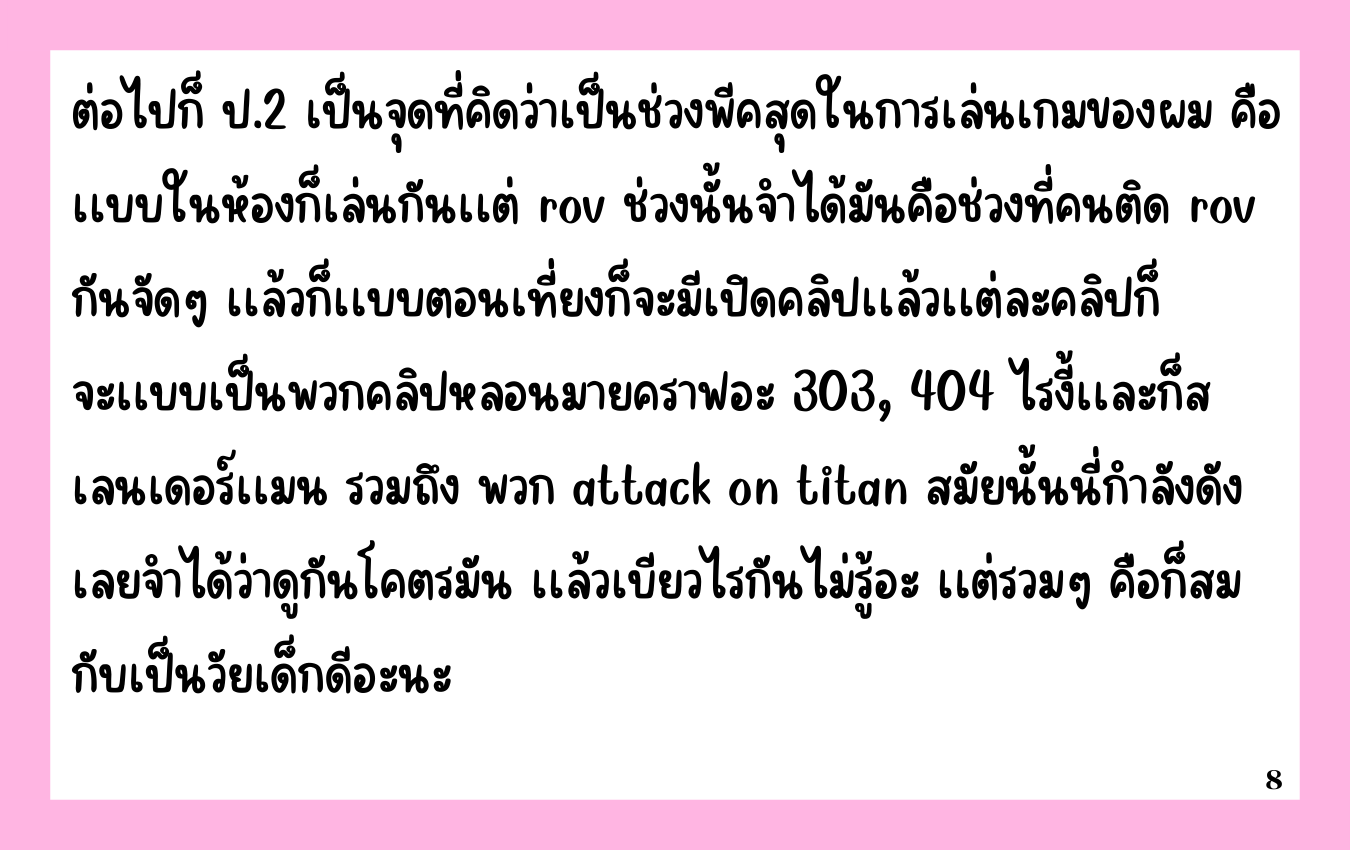 ต่อไปก็ ป.2 เป็นจุดที่คิดว่าเป็นช่วงพีคสุดในการเล่นเกมของผม คือ
แบบในห้องก็เล่นกันแต่ rov ช่วงนั้นจำได้มันคือช่วงที่คนติด rov
กันจัดๆ แล้วก็แบบตอนเที่ยงก็จะมีเปิดคลิปแล้วแต่ละคลิปก็
จะแบบเป็นพวกคลิปหลอนมายคราฟอะ 303, 404 ไรงี้และก็ส
เลนเดอร์แมน รวมถึง พวก attack on titan สมัยนั้นนี่กำลังดัง
เลยจำได้ว่าดูกันโคตรมัน แล้วเบียวไรกันไม่รู้อะ แต่รวมๆ คือก็สม
กับเป็นวัยเด็กดีอะนะ
8